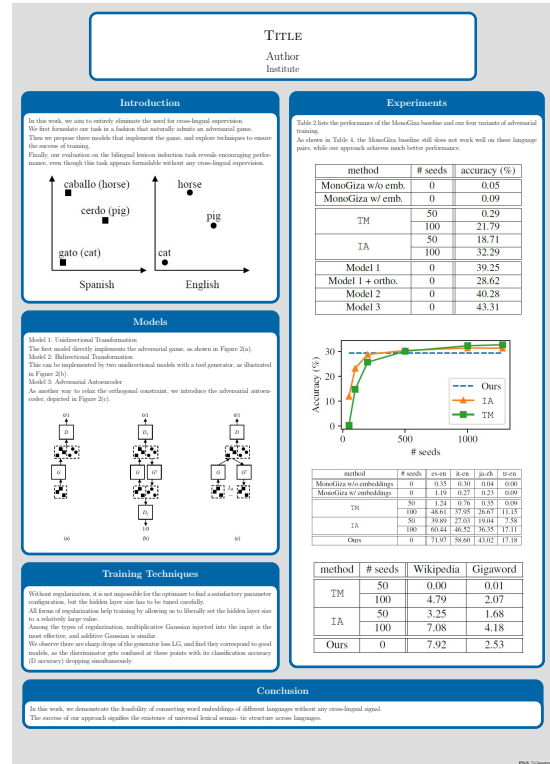 TITLE
Author
Institute
Introduction
In this work, we aim to entirely eliminate the need for cross-lingual supervision.
We first formulate our task in a fashion that naturally admits an adversarial game.
Then we propose three models that implement the game, and explore techniques to ensure
the success of training.
Finally, our evaluation on the bilingual lexicon induction task reveals encouraging perfor-
mance, even though this task appears formidable without any cross-lingual supervision.
caballo (horse)
cerdo (pig)
gato (cat)
Spanish
horse
pig
cat
English
Models
Model 1: Unidirectional Transformation
The first model directly implements the adversarial game, as shown in Figure 2(a).
Model 2: Bidirectional Transformation
This can be implemented by two unidirectional models with a tied generator, as illustrated
in Figure 2(b).
Model 3: Adversarial Autoencoder
As another way to relax the orthogonal constraint, we introduce the adversarial autoen-
coder, depicted in Figure 2(c).
0/1 0/1 0/1
D D₁ D
G G Gᵀ G Gᵀ
D₂
1/0
(a) (b) (c)
Training Techniques
Without regularization, it is not impossible for the optimizer to find a satisfactory parameter
configuration, but the hidden layer size has to be tuned carefully.
All forms of regularization help training by allowing us to liberally set the hidden layer size
to a relatively large value.
Among the types of regularization, multiplicative Gaussian injected into the input is the
most effective, and additive Gaussian is similar.
We observe there are sharp drops of the generator loss LG, and find they correspond to good
models, as the discriminator gets confused at these points with its classification accuracy
(D accuracy) dropping simultaneously.
Experiments
Table 2 lists the performance of the MonoGiza baseline and our four variants of adversarial
training.
As shown in Table 4, the MonoGiza baseline still does not work well on these language
pairs, while our approach achieves much better performance.
method # seeds accuracy (%)
MonoGiza w/o emb. 0 0.05
MonoGiza w/ emb. 0 0.09
TM 50 0.29
100 21.79
IA 50 18.71
100 32.29
Model 1 0 39.25
Model 1 + ortho. 0 28.62
Model 2 0 40.28
Model 3 0 43.31
Accuracy (%)
30
20
10
0
0 500 1000
# seeds
Ours
IA
TM
method # seeds es-en it-en ja-zh tr-en
MonoGiza w/o embeddings 0 0.35 0.30 0.04 0.00
MonoGiza w/ embeddings 0 1.19 0.27 0.23 0.09
TM 50 1.24 0.76 0.35 0.09
100 48.61 37.95 26.67 11.15
IA 50 39.89 27.03 19.04 7.58
100 60.44 46.52 36.35 17.11
Ours 0 71.97 58.60 43.02 17.18
method # seeds Wikipedia Gigaword
TM 50 0.00 0.01
100 4.79 2.07
IA 50 3.25 1.68
100 7.08 4.18
Ours 0 7.92 2.53
Conclusion
In this work, we demonstrate the feasibility of connecting word embeddings of different languages without any cross-lingual signal.
The success of our approach signifies the existence of universal lexical seman- tic structure across languages.